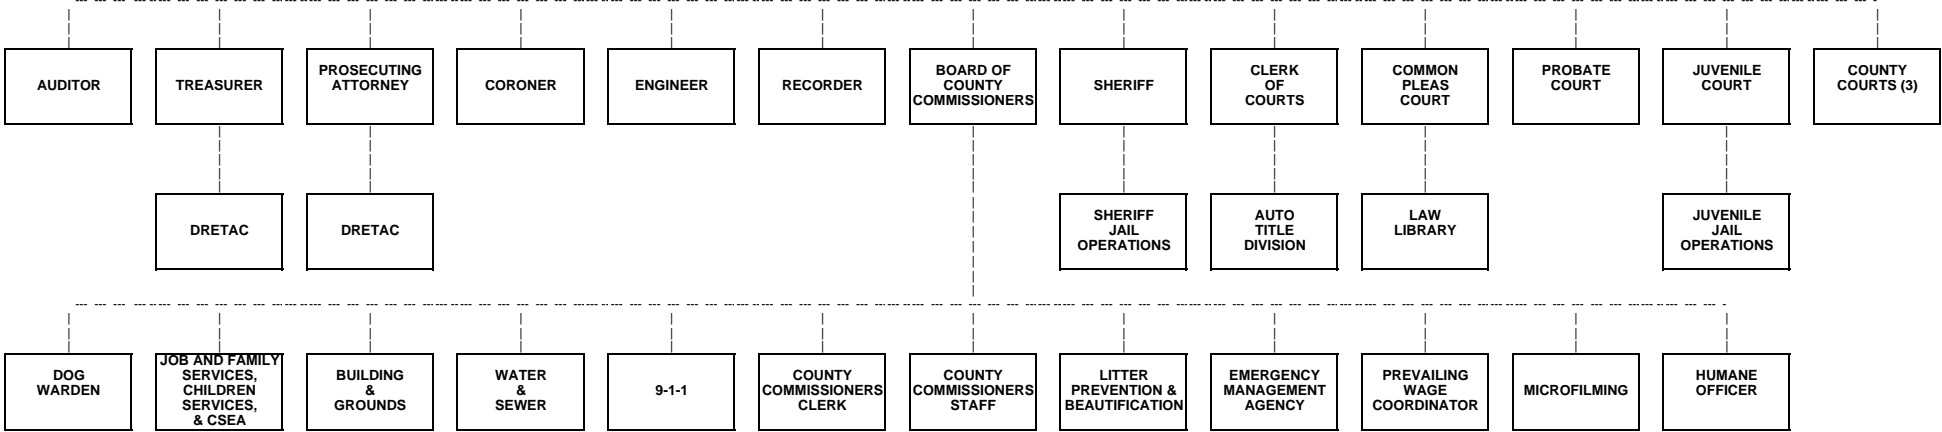 AUDITOR
TREASURER
PROSECUTING
ATTORNEY
CORONER
ENGINEER
RECORDER
BOARD OF
COUNTY
COMMISSIONERS
SHERIFF
CLERK
OF
COURTS
COMMON
PLEAS
COURT
PROBATE
COURT
JUVENILE
COURT
COUNTY
COURTS (3)
DRETAC
DRETAC
SHERIFF
JAIL
OPERATIONS
AUTO
TITLE
DIVISION
LAW
LIBRARY
JUVENILE
JAIL
OPERATIONS
DOG
WARDEN
JOB AND FAMILY
SERVICES,
CHILDREN
SERVICES,
& CSEA
BUILDING
&
GROUNDS
WATER
&
SEWER
9-1-1
COUNTY
COMMISSIONERS
CLERK
COUNTY
COMMISSIONERS
STAFF
LITTER
PREVENTION &
BEAUTIFICATION
EMERGENCY
MANAGEMENT
AGENCY
PREVAILING
WAGE
COORDINATOR
MICROFILMING
HUMANE
OFFICER